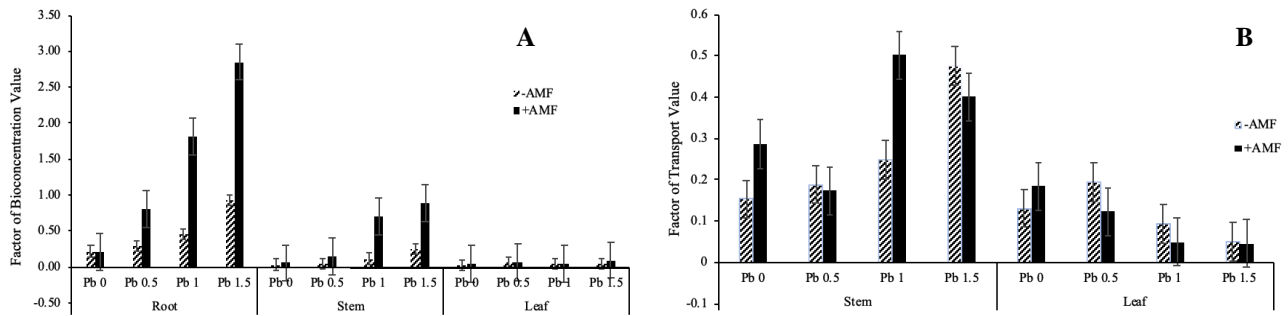 A
Factor of Bioconcentration Value
3.50
3.00
2.50
2.00
1.50
1.00
0.50
0.00
-0.50
-AMF
+AMF
Pb 0 Pb 0.5 Pb 1 Pb 1.5 Pb 0 Pb 0.5 Pb 1 Pb 1.5 Pb 0 Pb 0.5 Pb 1 Pb 1.5
Root Stem Leaf
B
Factor of Transport Value
0.6
0.5
0.4
0.3
0.2
0.1
0
-0.1
-AMF
+AMF
Pb 0 Pb 0.5 Pb 1 Pb 1.5 Pb 0 Pb 0.5 Pb 1 Pb 1.5
Stem Leaf